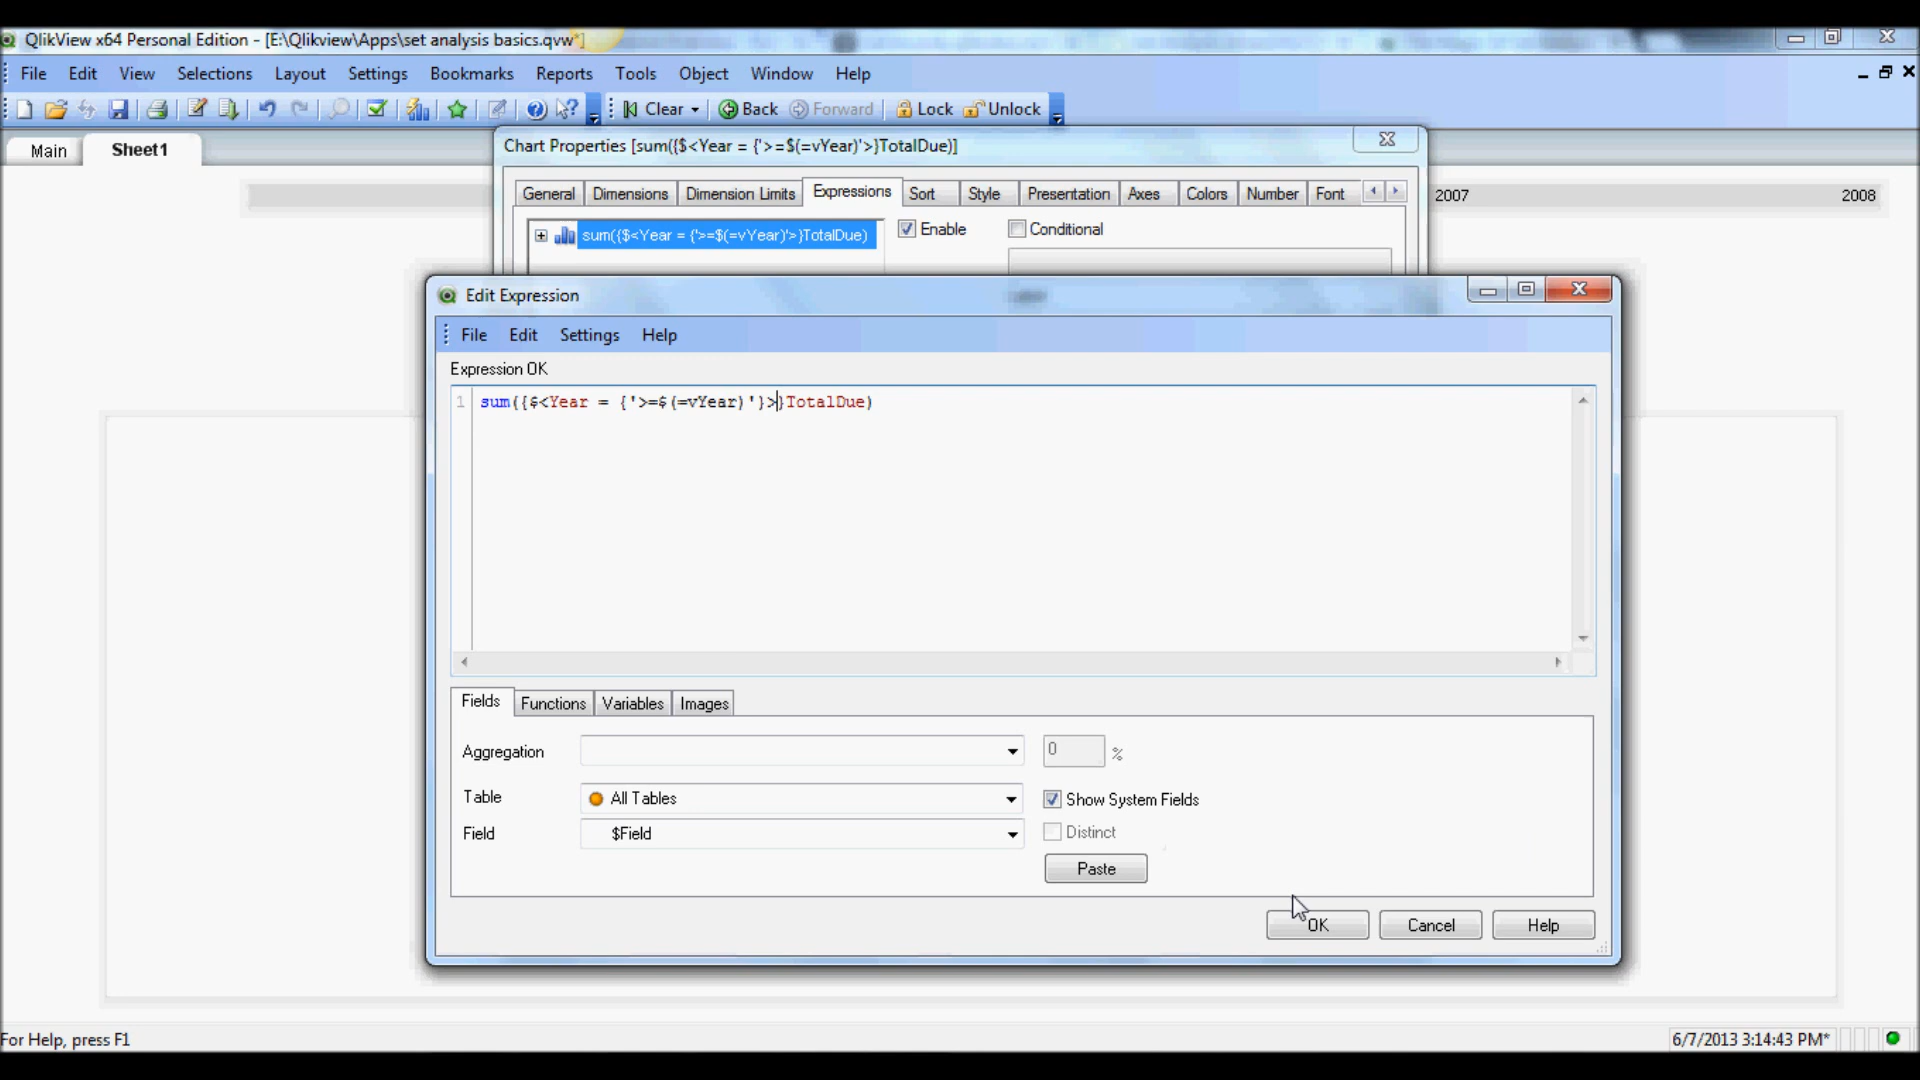 QlikView x64 Personal Edition - [E:\Qlikview\Apps\set analysis basics.qvw*]
File Edit View Selections Layout Settings Bookmarks Reports Tools Object Window Help
Clear Back Forward Lock Unlock
Main Sheet1
Chart Properties [sum({$<Year = {'>=$(=vYear)'>}TotalDue)]
General Dimensions Dimension Limits Expressions Sort Style Presentation Axes Colors Number Font
2007 2008
sum({$<Year = {'>=$(=vYear)'>}TotalDue)
Enable Conditional
Edit Expression
File Edit Settings Help
Expression OK
1 sum({$<Year = {'>=$(=vYear)'}>}TotalDue)
Fields Functions Variables Images
Aggregation 0 %
Table All Tables Show System Fields
Field $Field Distinct
Paste
OK Cancel Help
For Help, press F1 6/7/2013 3:14:43 PM*